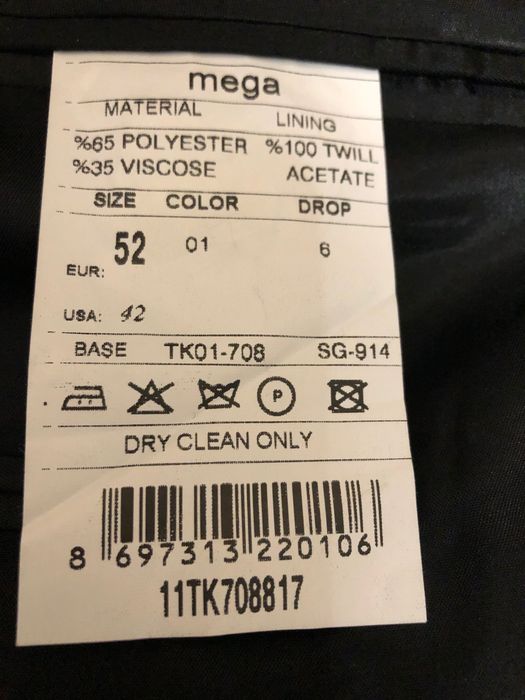 mega
MATERIAL LINING
%65 POLYESTER %100 TWILL
%35 VISCOSE ACETATE
SIZE COLOR DROP
EUR: 52 01 6
USA: 42
BASE TK01-708 SG-914
P
DRY CLEAN ONLY
8 697313 220106
11TK708817